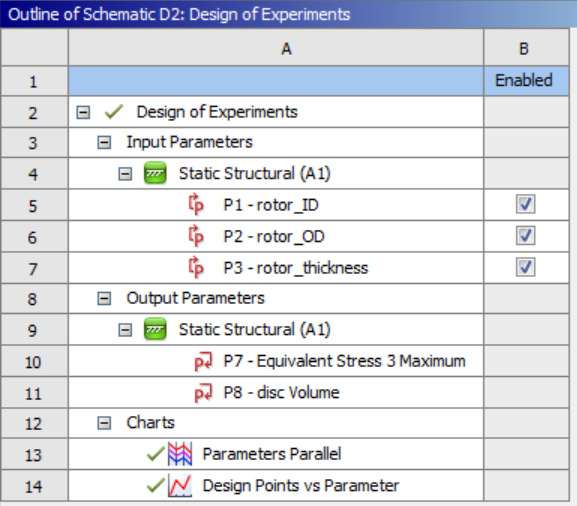 Outline of Schematic D2: Design of Experiments
A B
1 Enabled
2 Design of Experiments
3 Input Parameters
4 Static Structural (A1)
5 P1 - rotor_ID
6 P2 - rotor_OD
7 P3 - rotor_thickness
8 Output Parameters
9 Static Structural (A1)
10 P7 - Equivalent Stress 3 Maximum
11 P8 - disc Volume
12 Charts
13 Parameters Parallel
14 Design Points vs Parameter